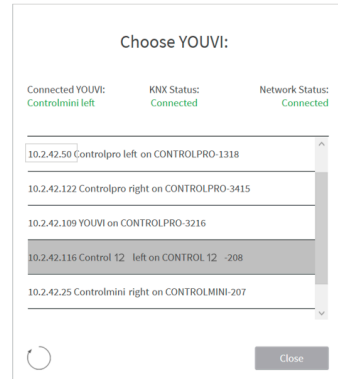 Choose YOUVI:
Connected YOUVI: KNX Status: Network Status:
Controlmini left Connected Connected
10.2.42.50 Controlpro left on CONTROLPRO-1318
10.2.42.122 Controlpro right on CONTROLPRO-3415
10.2.42.109 YOUVI on CONTROLPRO-3216
10.2.42.116 Control 12 left on CONTROL 12 -208
10.2.42.25 Controlmini right on CONTROLMINI-207
Close